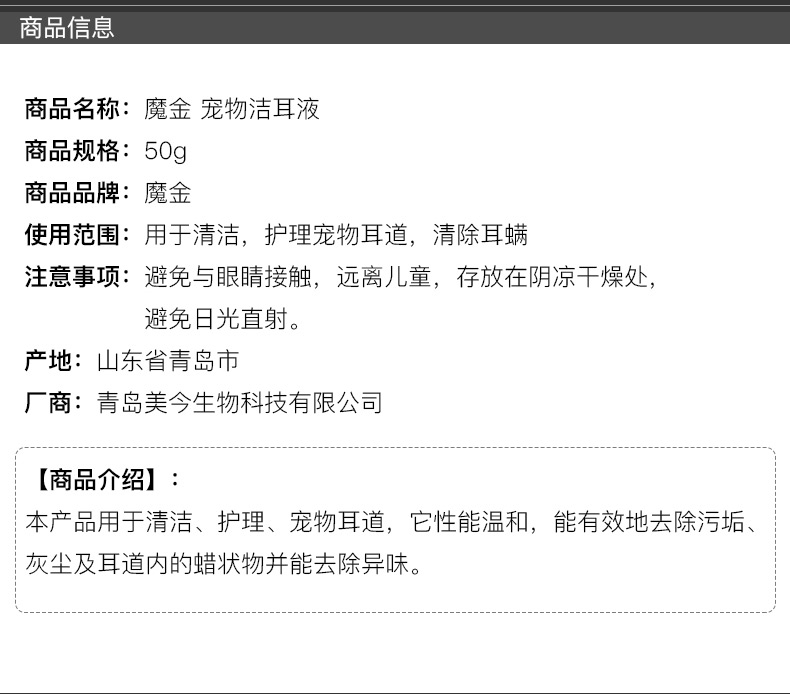 商品信息
商品名称：魔金 宠物洁耳液
商品规格：50g
商品品牌：魔金
使用范围：用于清洁，护理宠物耳道，清除耳螨
注意事项：避免与眼睛接触，远离儿童，存放在阴凉干燥处，
避免日光直射。
产地：山东省青岛市
厂商：青岛美今生物科技有限公司
【商品介绍】：
本产品用于清洁、护理、宠物耳道，它性能温和，能有效地去除污垢、
灰尘及耳道内的蜡状物并能去除异味。